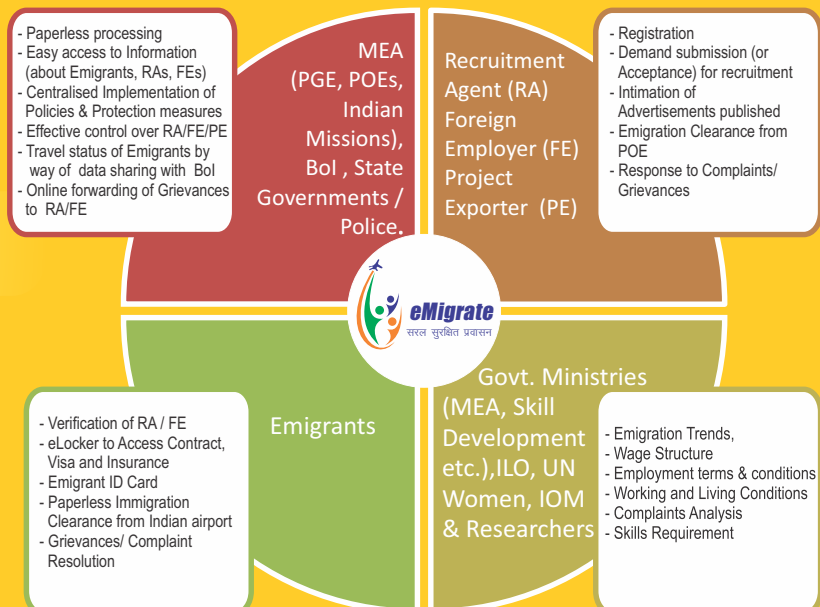 - Paperless processing
- Easy access to Information
(about Emigrants, RAs, FEs)
- Centralised Implementation of
Policies & Protection measures
- Effective control over RA/FE/PE
- Travel status of Emigrants by
way of data sharing with BoI
- Online forwarding of Grievances
to RA/FE
MEA
(PGE, POEs,
Indian
Missions),
BoI , State
Governments /
Police.
Recruitment
Agent (RA)
Foreign
Employer (FE)
Project
Exporter (PE)
- Registration
- Demand submission (or
Acceptance) for recruitment
- Intimation of
Advertisements published
- Emigration Clearance from
POE
- Response to Complaints/
Grievances
eMigrate
सरल सुरक्षित प्रवासन
- Verification of RA / FE
- eLocker to Access Contract,
Visa and Insurance
- Emigrant ID Card
- Paperless Immigration
Clearance from Indian airport
- Grievances/ Complaint
Resolution
Emigrants
Govt. Ministries
(MEA, Skill
Development
etc.),ILO, UN
Women, IOM
& Researchers
- Emigration Trends,
- Wage Structure
- Employment terms & conditions
- Working and Living Conditions
- Complaints Analysis
- Skills Requirement